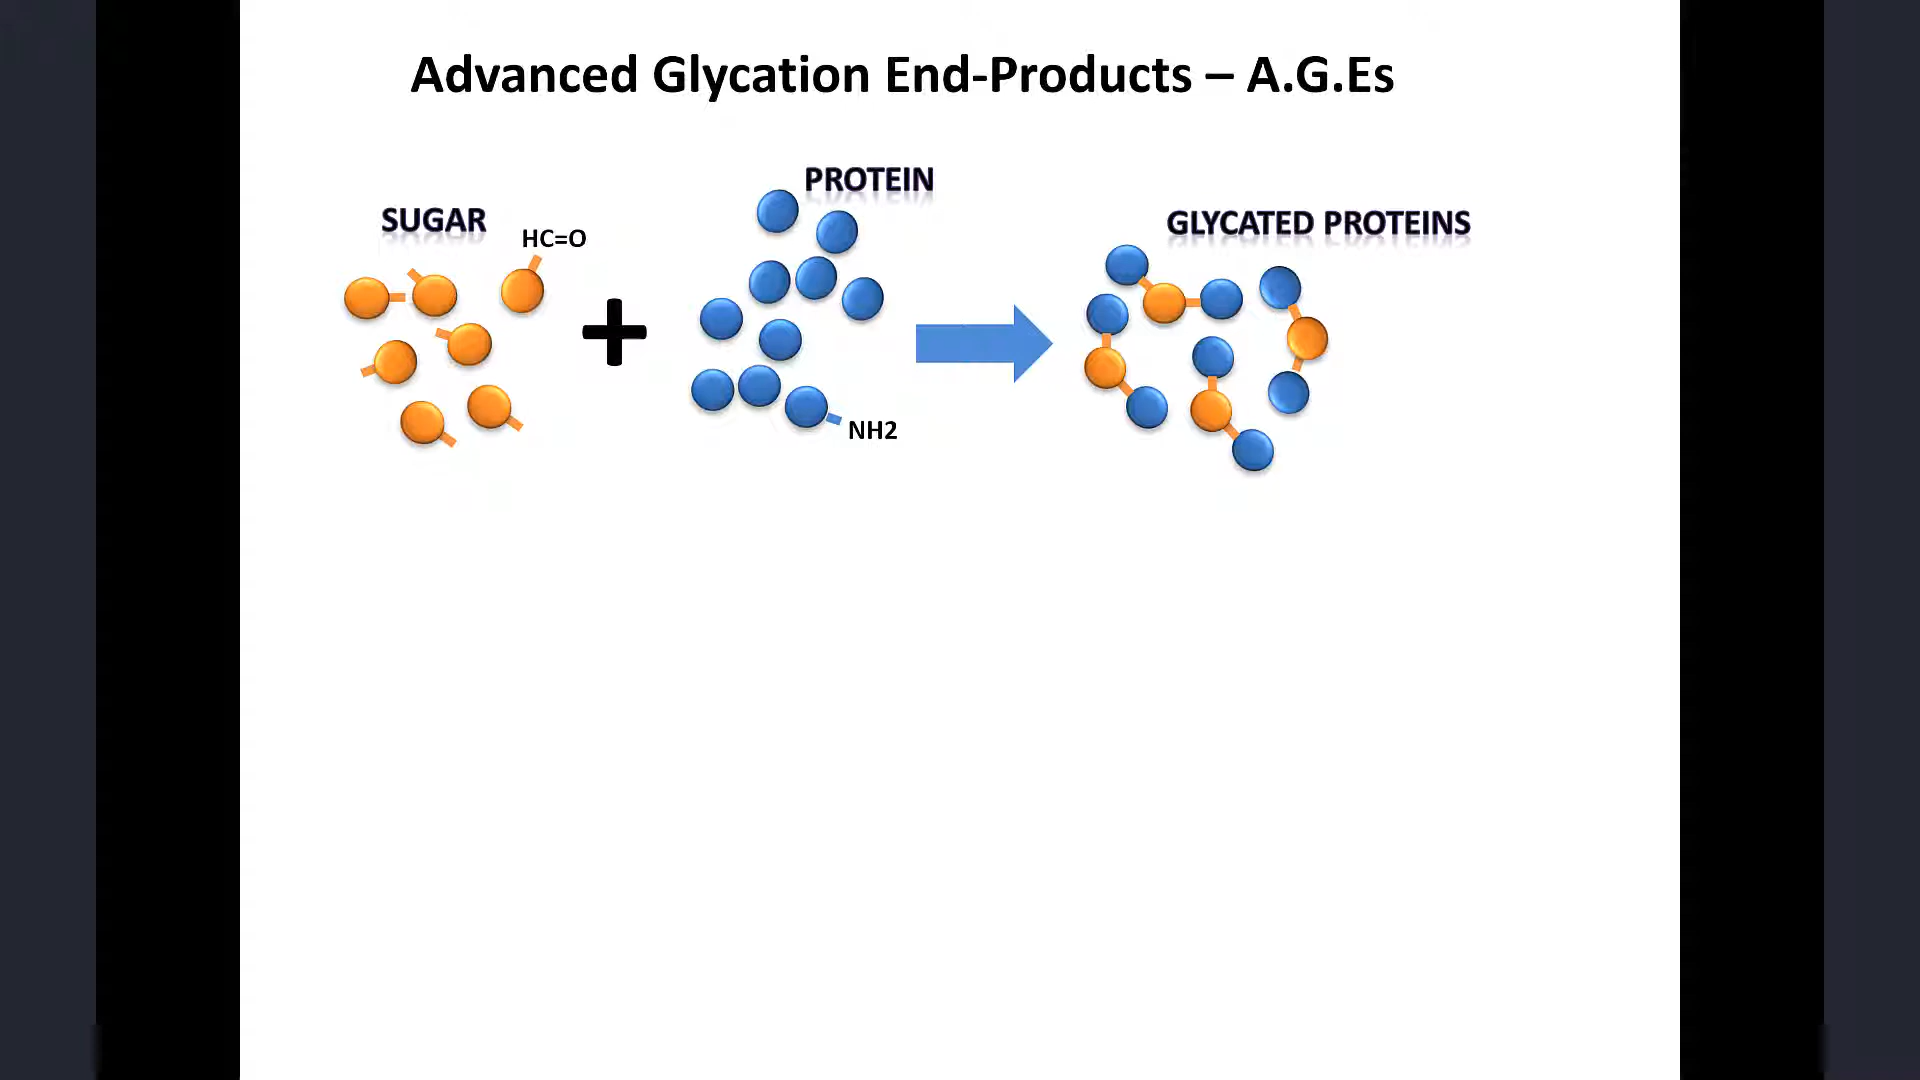 Advanced Glycation End-Products – A.G.Es
PROTEIN
SUGAR
GLYCATED PROTEINS
HC=O
NH2